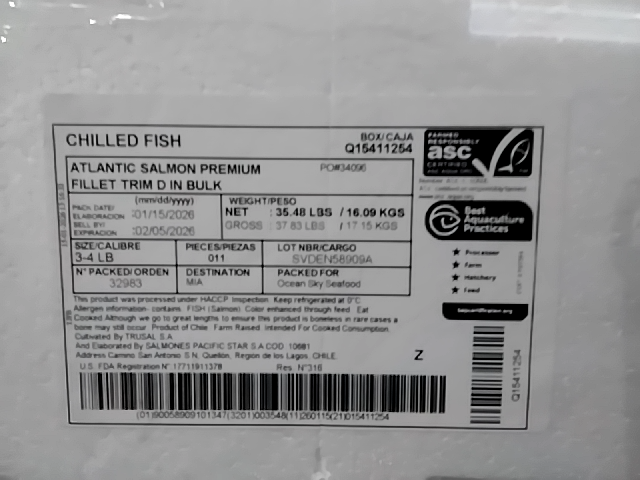 CHILLED FISH
BOX/CAJA
Q15411254
ATLANTIC SALMON PREMIUM
FILLET TRIM D IN BULK
PO#34096
(mm/dd/yyyy)
PACK DATE/
ELABORACION :01/15/2026
SELL BY/
EXPIRACION :02/05/2026
WEIGHT/PESO
NET : 35.48 LBS / 16.09 KGS
GROSS : 37.83 LBS / 17.15 KGS
SIZE/CALIBRE
3-4 LB
PIECES/PIEZAS
011
LOT NBR/CARGO
SVDEN58909A
N° PACKED/ORDEN
32983
DESTINATION
MIA
PACKED FOR
Ocean Sky Seafood
This product was processed under HACCP Inspection. Keep refrigerated at 0°C
Allergen information- contains FISH (Salmon). Color enhanced through feed. Eat
Cooked.Although we go to great lengths to ensure this product is boneless in rare cases a
bone may still occur. Product of Chile. Farm Raised. Intended For Cooked Consumption.
Cultivated By TRUSAL S.A
And Elaborated By SALMONES PACIFIC STAR S.A COD. 10681
Address Camino San Antonio S N, Quellón, Región de los Lagos, CHILE.
U.S. FDA Registration N° 17711911378
Res. N°316
Z
(01)90058909101347(3201)003548(11)260115(21)015411254
FARMED
RESPONSIBLY
asc
Best
Aquaculture
Practices
Processor
Farm
Hatchery
Feed
bapcertification.org
Q15411254